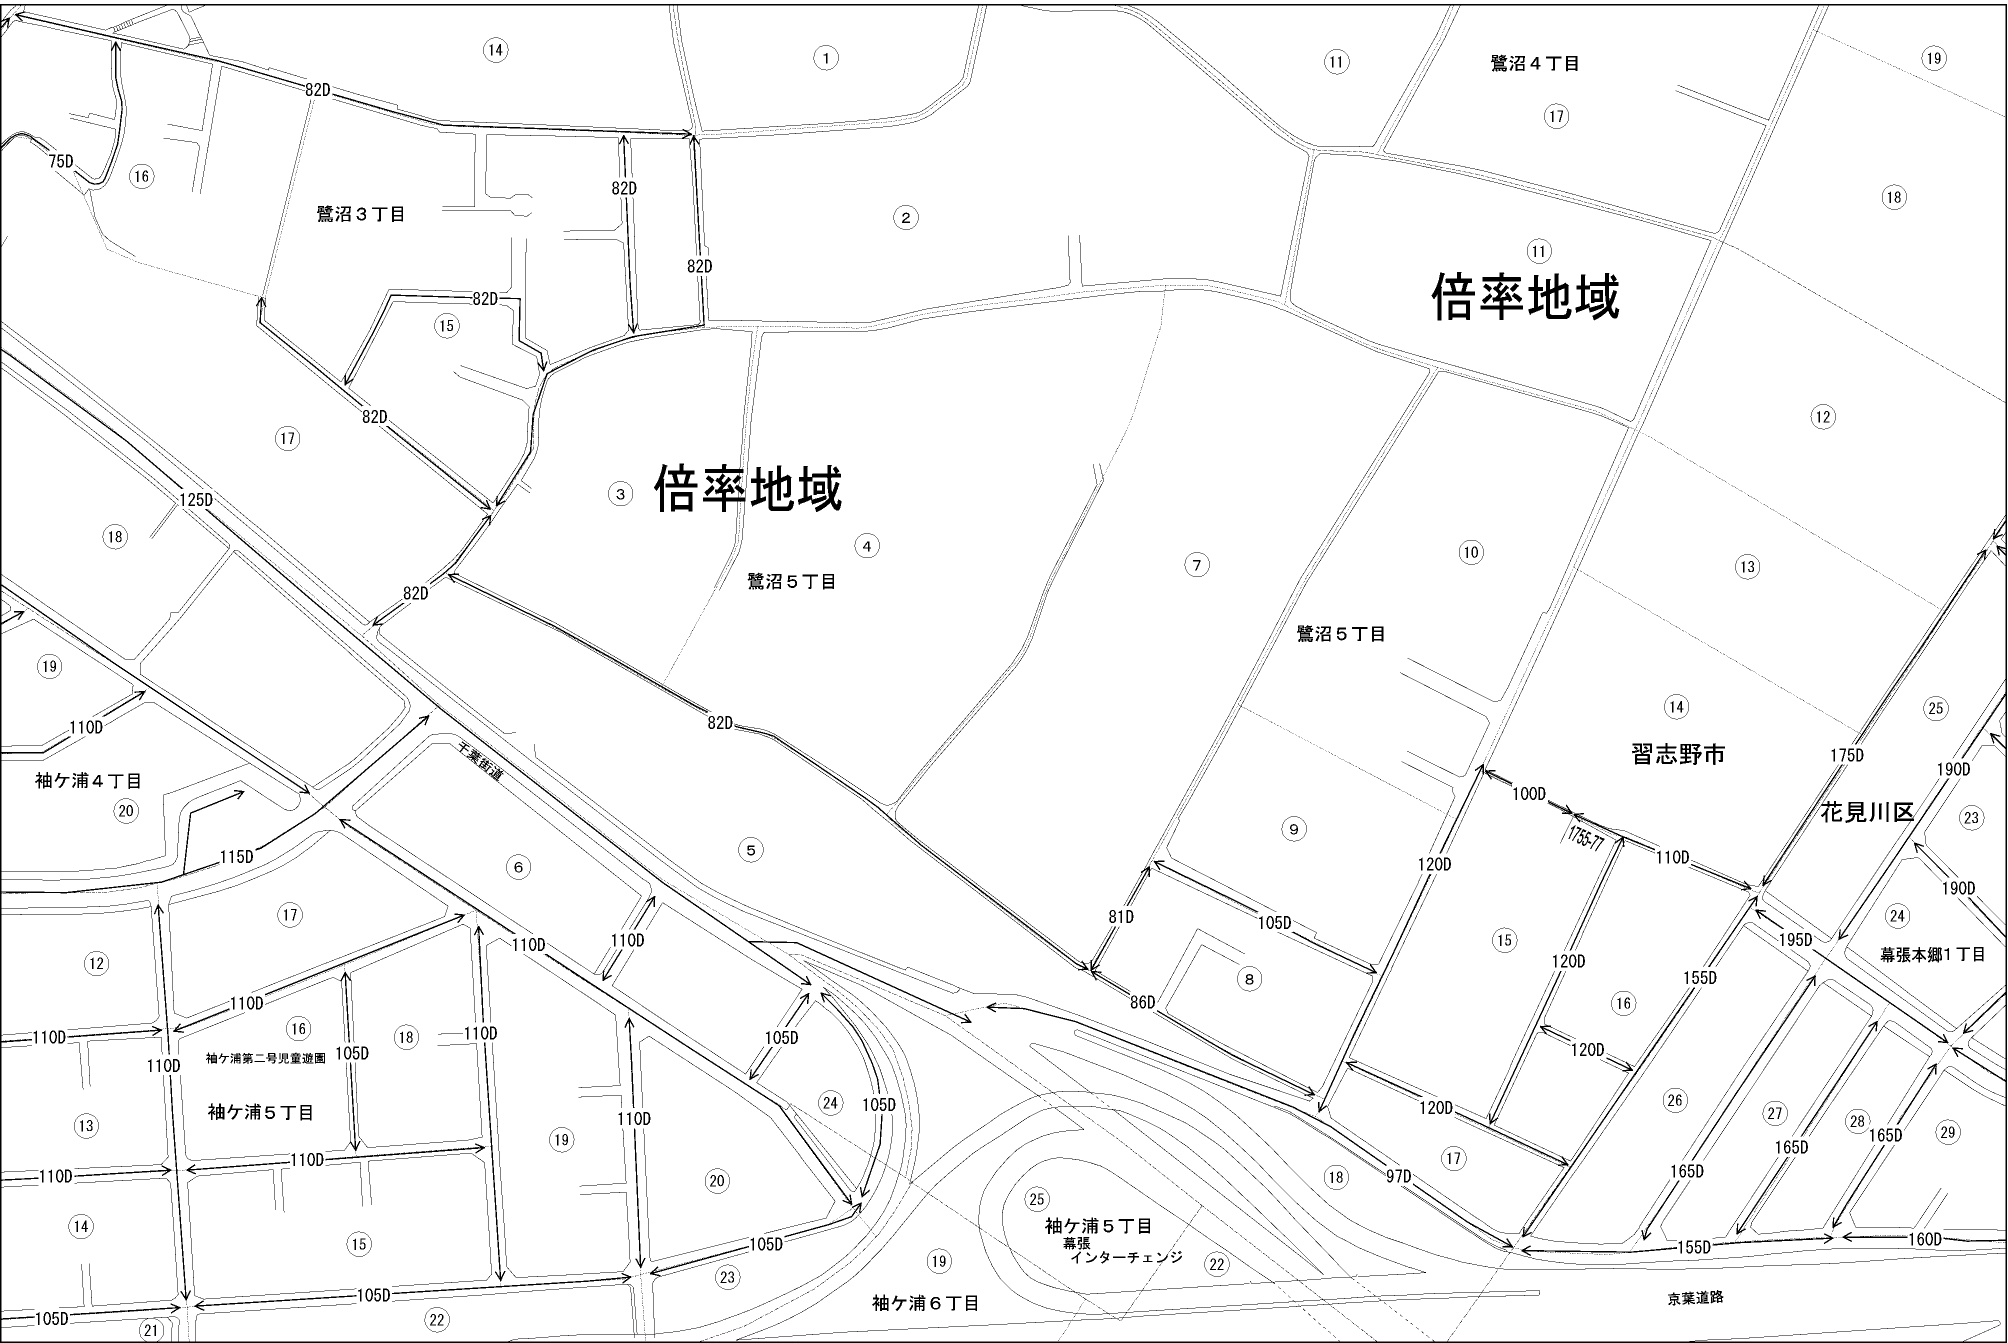 14
1
11
鷺沼4丁目
19
82D
17
75D
16
82D
18
鷺沼3丁目
2
11
82D
倍率地域
82D
15
82D
12
17
3
倍率地域
125D
18
4
10
7
13
鷺沼5丁目
82D
鷺沼5丁目
19
14
25
82D
110D
千葉街道
習志野市
175D
袖ケ浦4丁目
190D
100D
20
花見川区
23
9
1755-77
5
115D
6
120D
110D
190D
17
81D
105D
24
110D
110D
15
195D
幕張本郷1丁目
12
120D
8
155D
110D
86D
16
16
18
110D
110D
105D
105D
120D
袖ケ浦第二号児童遊園
110D
24
105D
120D
26
袖ケ浦5丁目
110D
27
28
13
19
165D
165D
29
110D
17
110D
97D
165D
20
18
25
14
袖ケ浦5丁目
15
105D
幕張
155D
160D
インターチェンジ
19
22
23
105D
袖ケ浦6丁目
京葉道路
105D
22
21